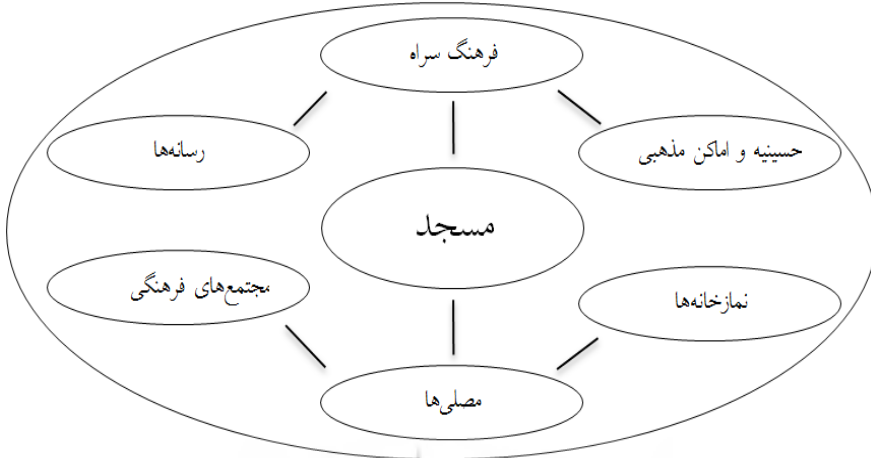 فرهنگ سراه
حسینیه و اماکن مذهبی
رسانه‌ها
مسجد
مجتمع‌های فرهنگی
نمازخانه‌ها
مصلی‌ها